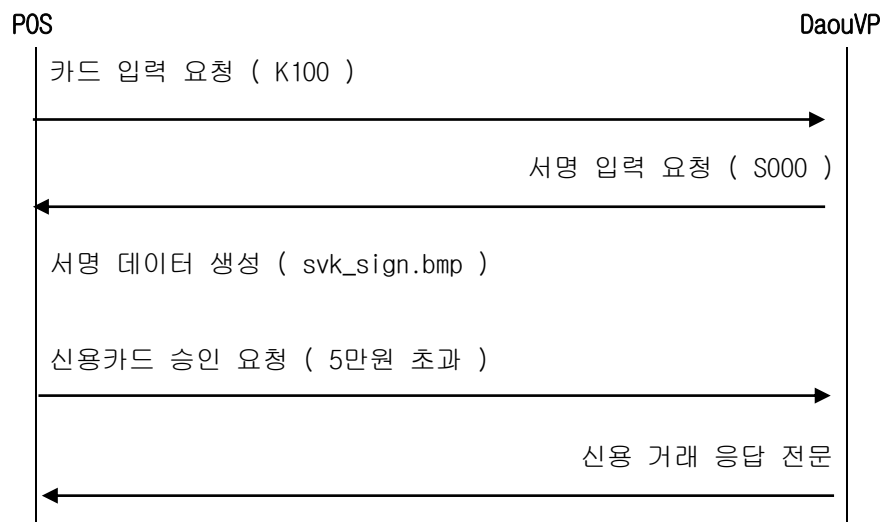 POS DaouVP
카드 입력 요청 ( K100 )
서명 입력 요청 ( S000 )
서명 데이터 생성 ( svk_sign.bmp )
신용카드 승인 요청 ( 5만원 초과 )
신용 거래 응답 전문